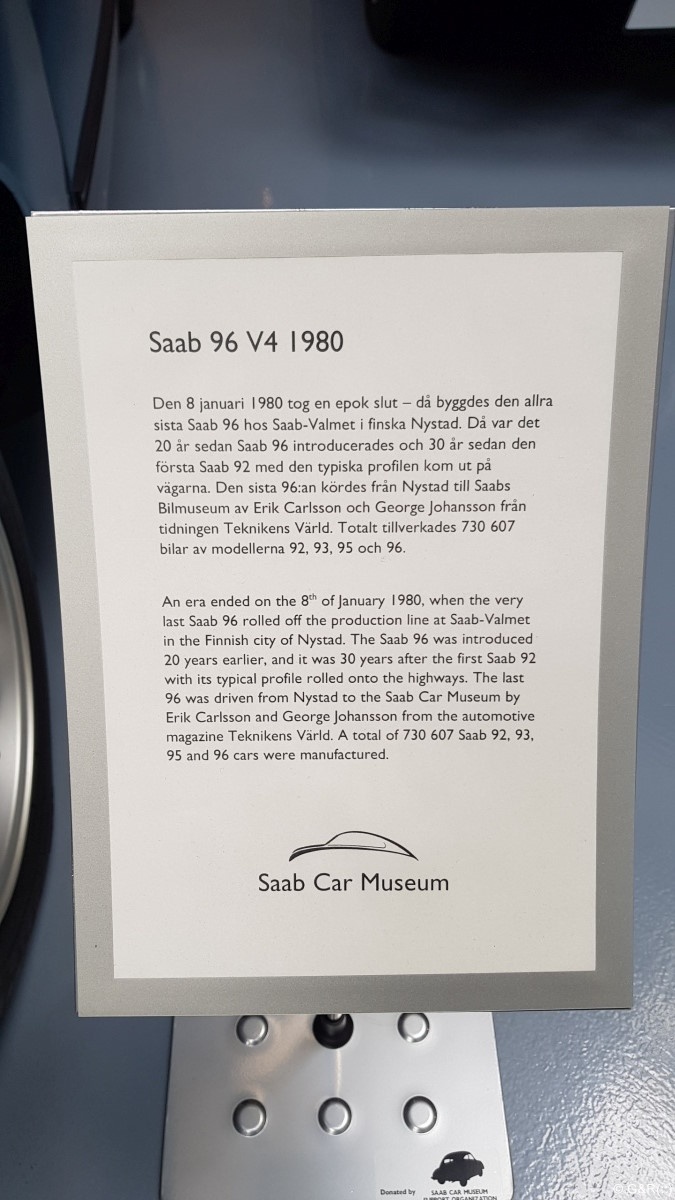 Saab 96 V4 1980
Den 8 januari 1980 tog en epok slut – då byggdes den allra
sista Saab 96 hos Saab-Valmet i finska Nystad. Då var det
20 år sedan Saab 96 introducerades och 30 år sedan den
första Saab 92 med den typiska profilen kom ut på
vägarna. Den sista 96:an kördes från Nystad till Saabs
Bilmuseum av Erik Carlsson och George Johansson från
tidningen Teknikens Värld. Totalt tillverkades 730 607
bilar av modellerna 92, 93, 95 och 96.
An era ended on the 8th of January 1980, when the very
last Saab 96 rolled off the production line at Saab-Valmet
in the Finnish city of Nystad. The Saab 96 was introduced
20 years earlier, and it was 30 years after the first Saab 92
with its typical profile rolled onto the highways. The last
96 was driven from Nystad to the Saab Car Museum by
Erik Carlsson and George Johansson from the automotive
magazine Teknikens Värld. A total of 730 607 Saab 92, 93,
95 and 96 cars were manufactured.
Saab Car Museum
Donated by SAAB CAR MUSEUM
SUPPORT ORGANIZATION